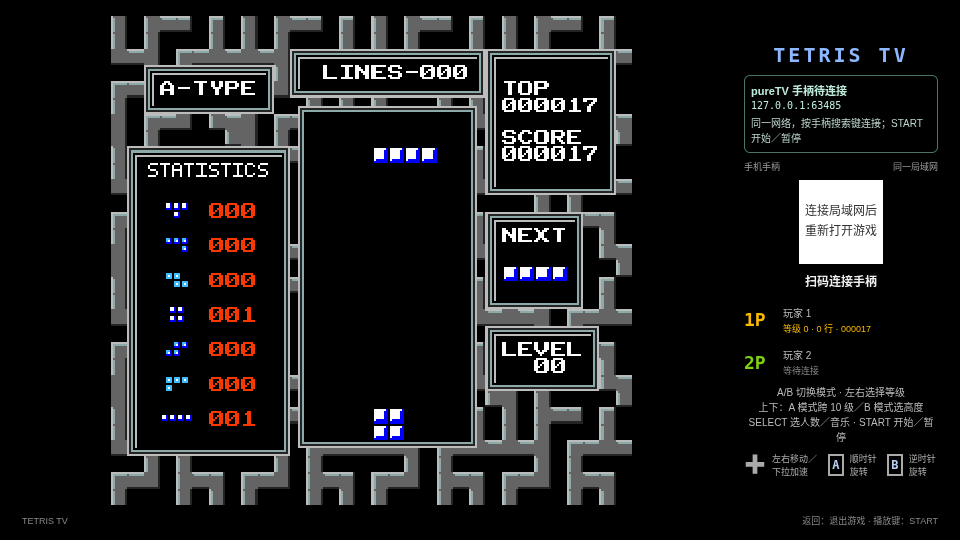 A-TYPE
LINES-000
TOP
000017
SCORE
000017
STATISTICS
000
000
000
001
000
000
001
NEXT
LEVEL
00
TETRIS TV
pureTV 手柄待连接
127.0.0.1:63485
同一网络，按手柄搜索键连接；START
开始／暂停
手机手柄
同一局域网
连接局域网后
重新打开游戏
扫码连接手柄
1P
玩家 1
等级 0 · 0 行 · 000017
2P
玩家 2
等待连接
A/B 切换模式 · 左右选择等级
上下：A 模式跨 10 级／B 模式选高度
SELECT 选人数／音乐 · START 开始／暂
停
左右移动／
下拉加速
A
顺时针
旋转
B
逆时针
旋转
TETRIS TV
返回：退出游戏 · 播放键：START